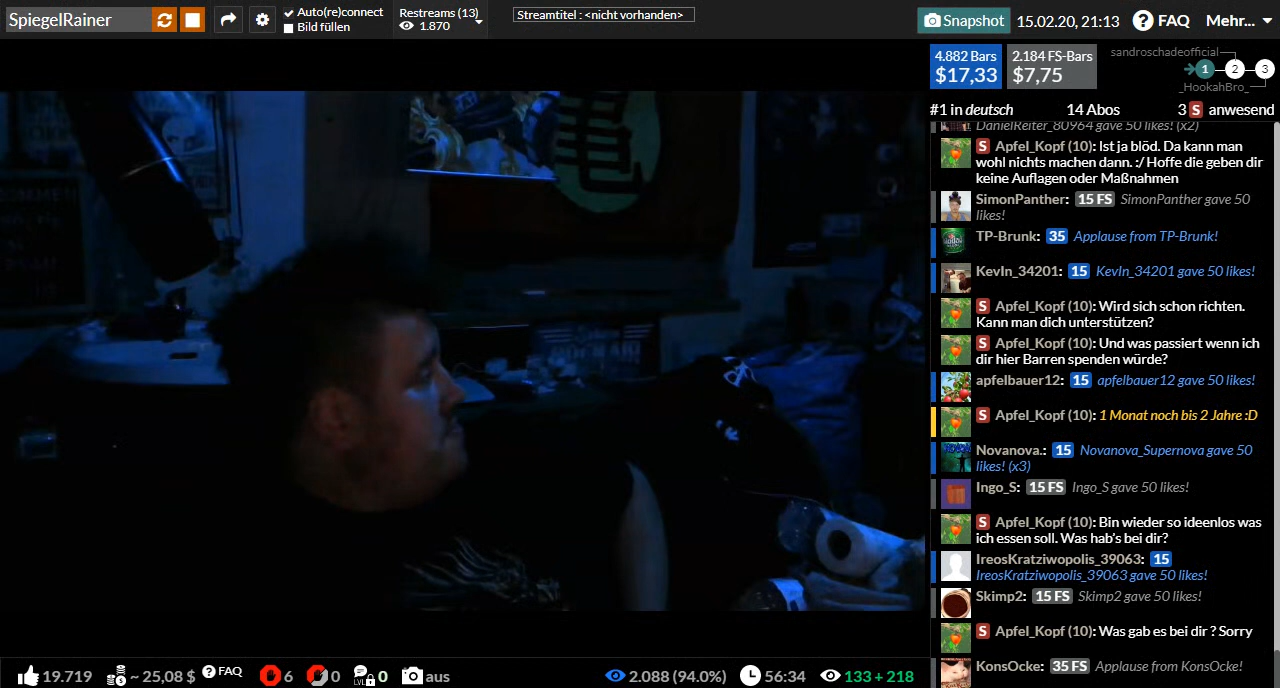 SpiegelRainer
Auto(re)connect
Bild füllen
Restreams (13)
1.870
Streamtitel : <nicht vorhanden>
Snapshot
15.02.20, 21:13
FAQ
Mehr...
4.882 Bars
$17,33
2.184 FS-Bars
$7,75
sandroschadeofficial
1 2 3
_HookahBro_
#1 in deutsch
14 Abos
3 S anwesend
DanielReiter_80964 gave 50 likes! (x2)
S Apfel_Kopf (10): Ist ja blöd. Da kann man
wohl nichts machen dann. :/ Hoffe die geben dir
keine Auflagen oder Maßnahmen
SimonPanther: 15 FS SimonPanther gave 50
likes!
TP-Brunk: 35 Applause from TP-Brunk!
KevIn_34201: 15 KevIn_34201 gave 50 likes!
S Apfel_Kopf (10): Wird sich schon richten.
Kann man dich unterstützen?
S Apfel_Kopf (10): Und was passiert wenn ich
dir hier Barren spenden würde?
apfelbauer12: 15 apfelbauer12 gave 50 likes!
S Apfel_Kopf (10): 1 Monat noch bis 2 Jahre :D
Novanova.: 15 Novanova_Supernova gave 50
likes! (x3)
Ingo_S: 15 FS Ingo_S gave 50 likes!
S Apfel_Kopf (10): Bin wieder so ideenlos was
ich essen soll. Was hab's bei dir?
IreosKratziwopolis_39063: 15
IreosKratziwopolis_39063 gave 50 likes!
Skimp2: 15 FS Skimp2 gave 50 likes!
S Apfel_Kopf (10): Was gab es bei dir ? Sorry
KonsOcke: 35 FS Applause from KonsOcke!
19.719
~ 25,08 $
FAQ
6
0
LVL
0
aus
2.088 (94.0%)
56:34
133 + 218